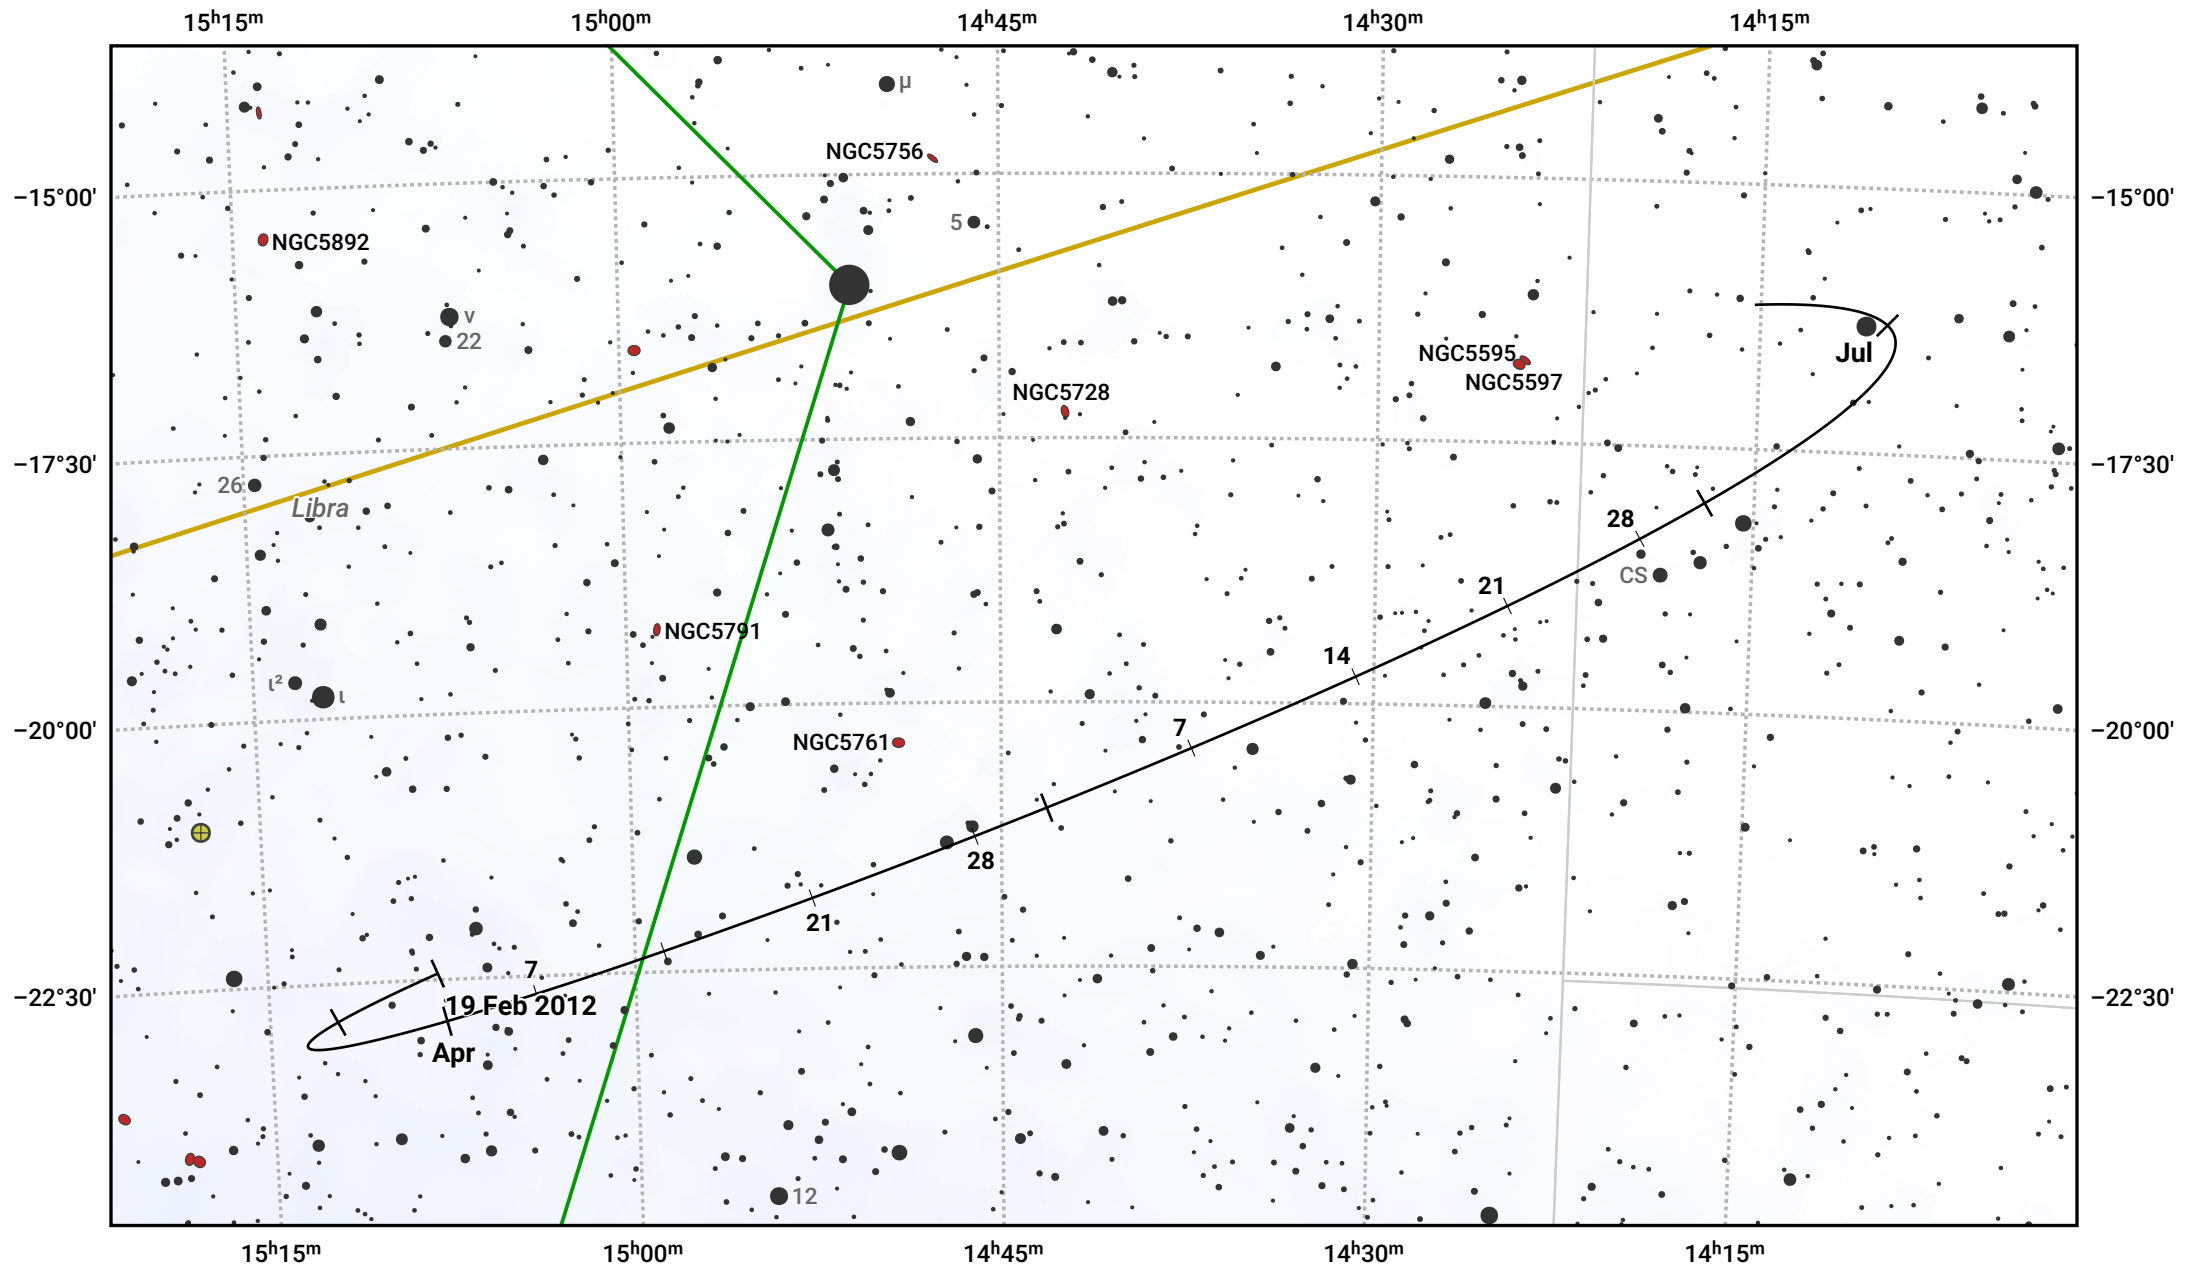 15ʰ15ᵐ 15ʰ00ᵐ 14ʰ45ᵐ 14ʰ30ᵐ 14ʰ15ᵐ
μ
NGC5756
−15°00' −15°00'
5
NGC5892
ν
22
Jul
NGC5595
NGC5597
NGC5728
−17°30' −17°30'
26
Libra
28
CS
21
NGC5791
14
ι²
ι
−20°00' −20°00'
7
NGC5761
28
21
7
−22°30' −22°30'
19 Feb 2012
Apr
12
15ʰ15ᵐ 15ʰ00ᵐ 14ʰ45ᵐ 14ʰ30ᵐ 14ʰ15ᵐ